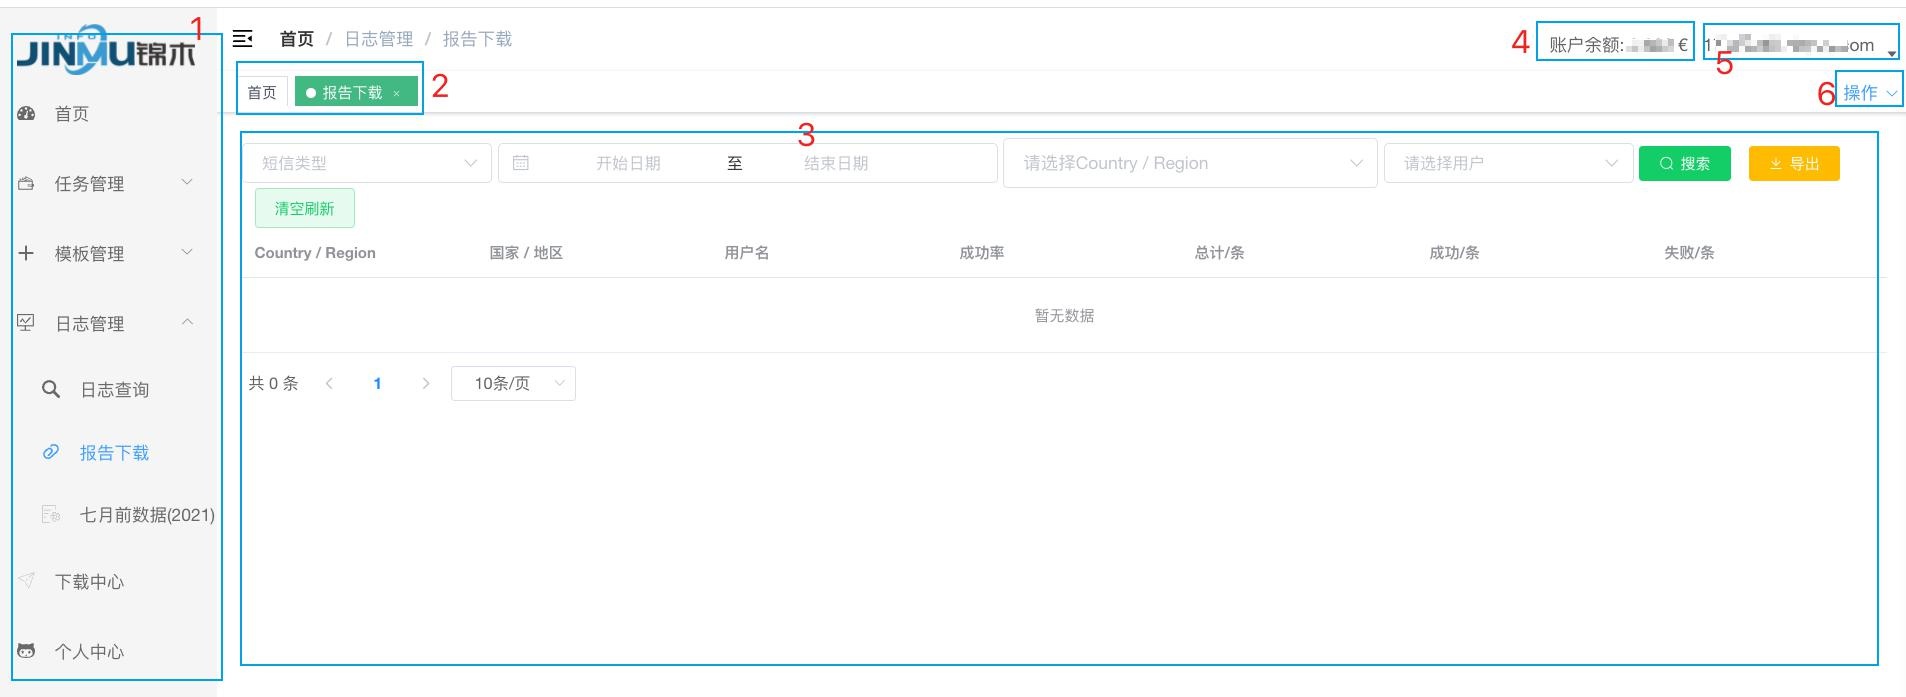 1
INFO
JINMU锦木
首页 / 日志管理 / 报告下载
4
账户余额: €
om
5
首页
报告下载 ×
2
6
操作
3
首页
任务管理
模板管理
日志管理
日志查询
报告下载
七月前数据(2021)
下载中心
个人中心
短信类型
开始日期 至 结束日期
请选择Country / Region
请选择用户
搜索
导出
清空刷新
Country / Region 国家 / 地区 用户名 成功率 总计/条 成功/条 失败/条
暂无数据
共 0 条 1 10条/页